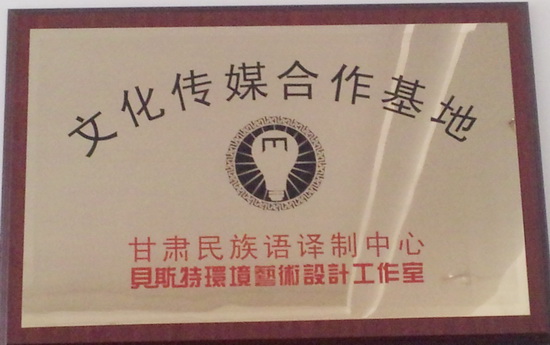 文化传媒合作基地
甘肃民族语译制中心
貝斯特環境藝術設計工作室